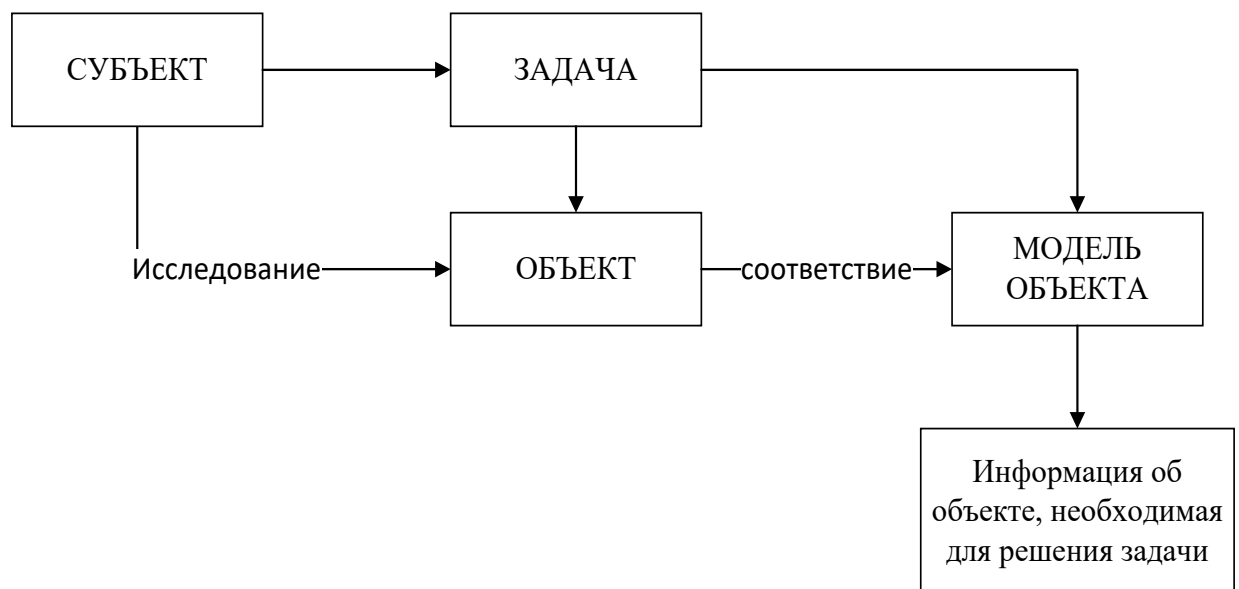 СУБЪЕКТ
ЗАДАЧА
Исследование
ОБЪЕКТ
соответствие
МОДЕЛЬ
ОБЪЕКТА
Информация об
объекте, необходимая
для решения задачи